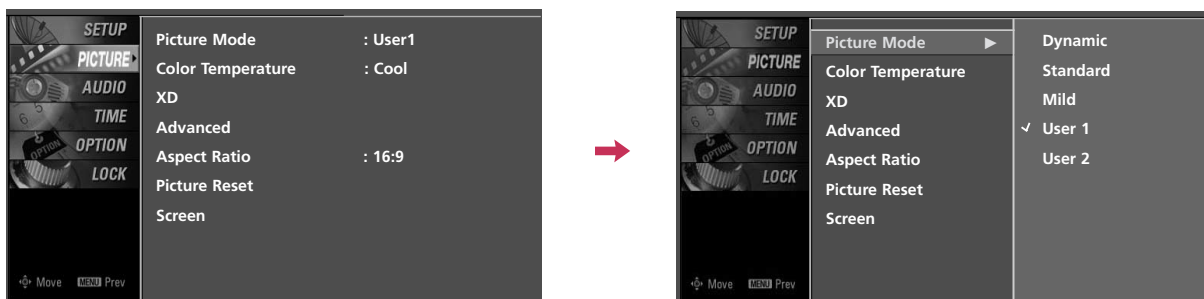 SETUP
PICTURE
AUDIO
TIME
OPTION
LOCK
Move MENU Prev
Picture Mode : User1
Color Temperature : Cool
XD
Advanced
Aspect Ratio : 16:9
Picture Reset
Screen
SETUP
PICTURE
AUDIO
TIME
OPTION
LOCK
Move MENU Prev
Picture Mode ▶
Color Temperature
XD
Advanced
Aspect Ratio
Picture Reset
Screen
Dynamic
Standard
Mild
✓ User 1
User 2